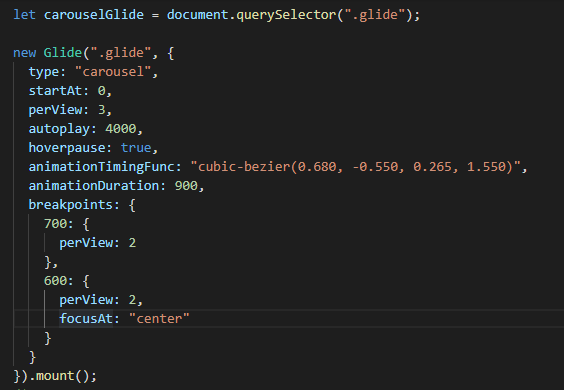 let carouselGlide = document.querySelector(".glide");
new Glide(".glide", {
type: "carousel",
startAt: 0,
perView: 3,
autoplay: 4000,
hoverpause: true,
animationTimingFunc: "cubic-bezier(0.680, -0.550, 0.265, 1.550)",
animationDuration: 900,
breakpoints: {
700: {
perView: 2
},
600: {
perView: 2,
focusAt: "center"
}
}
}).mount();